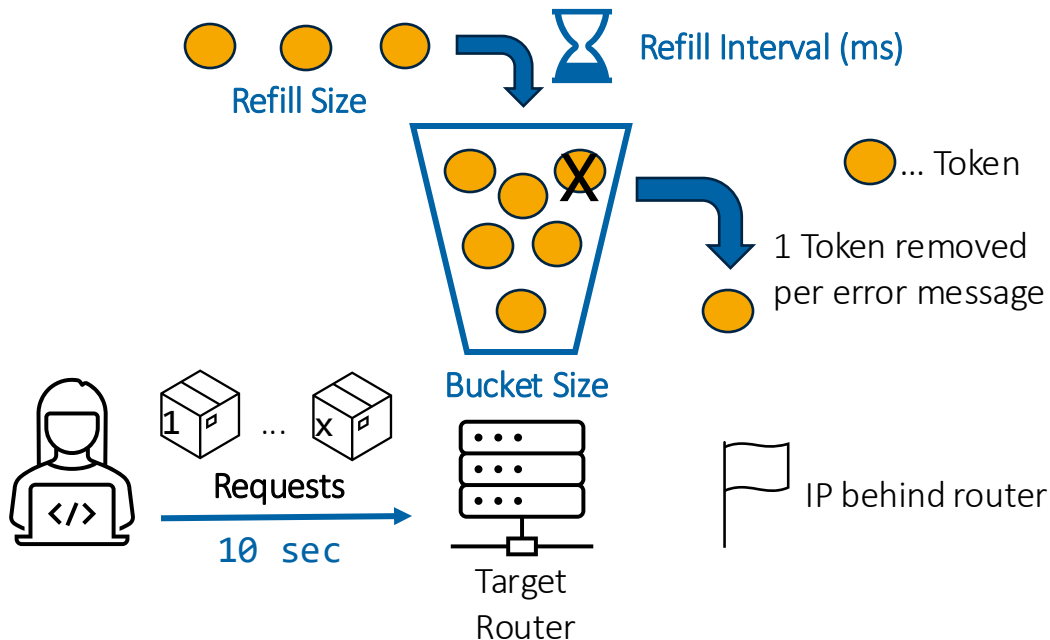 Refill Interval (ms)
Refill Size
X
... Token
1 Token removed
per error message
Bucket Size
1 ... x
Requests
</>
10 sec
IP behind router
Target
Router